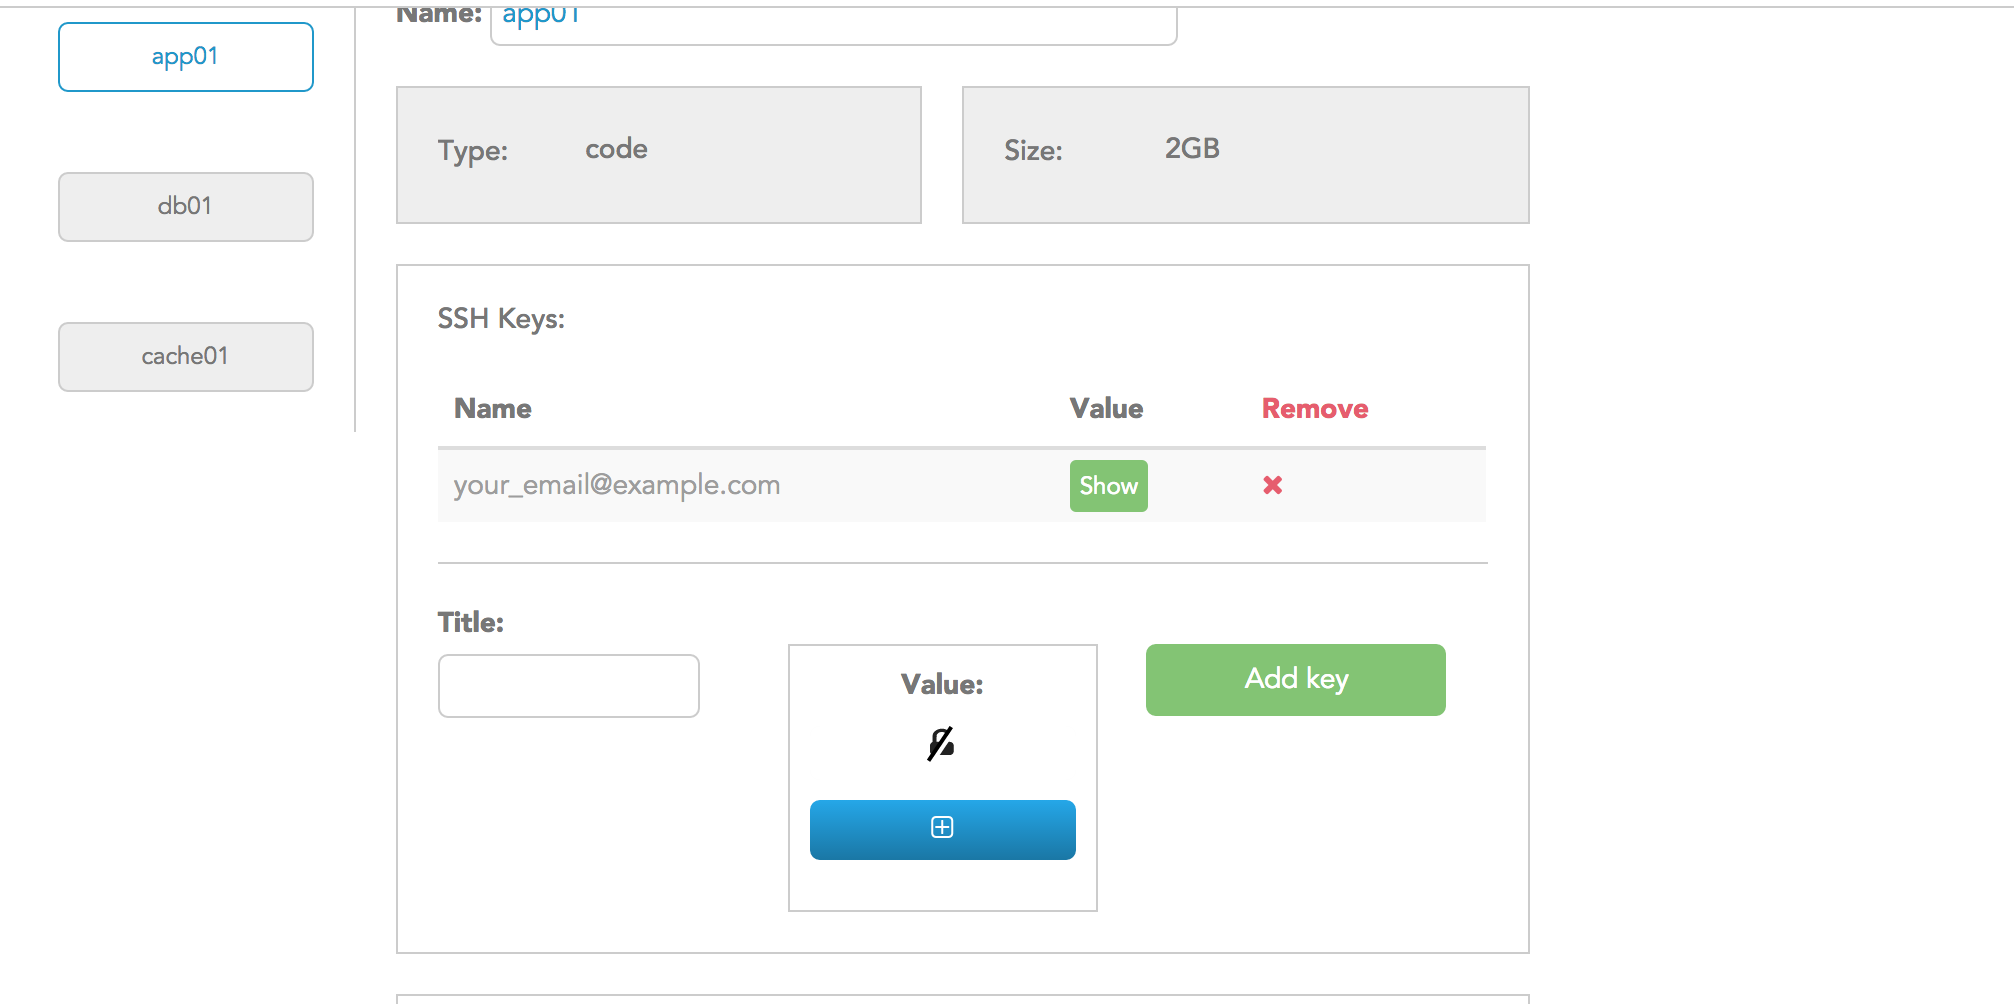 Name: app01
app01
Type: code
Size: 2GB
db01
cache01
SSH Keys:
Name Value Remove
your_email@example.com Show
Title:
Value:
Add key